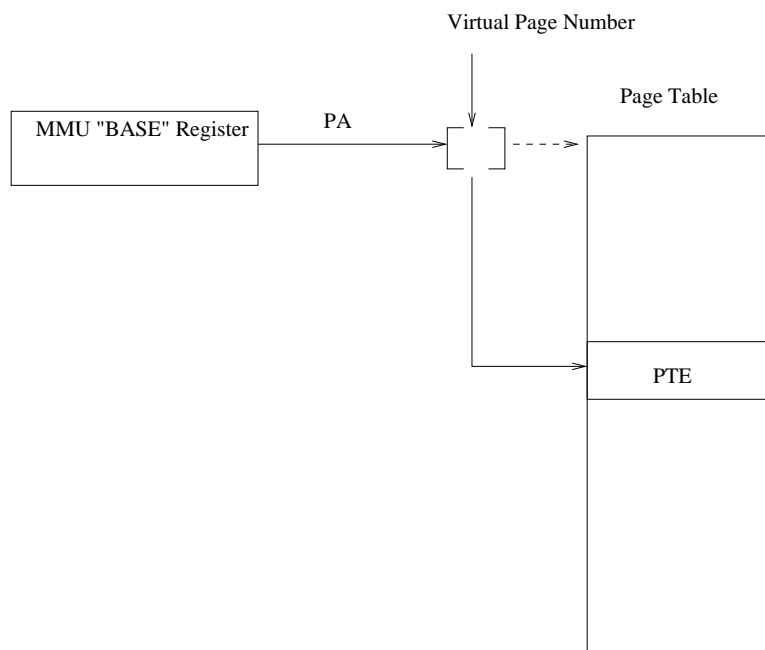 Virtual Page Number
Page Table
MMU "BASE" Register
PA
PTE